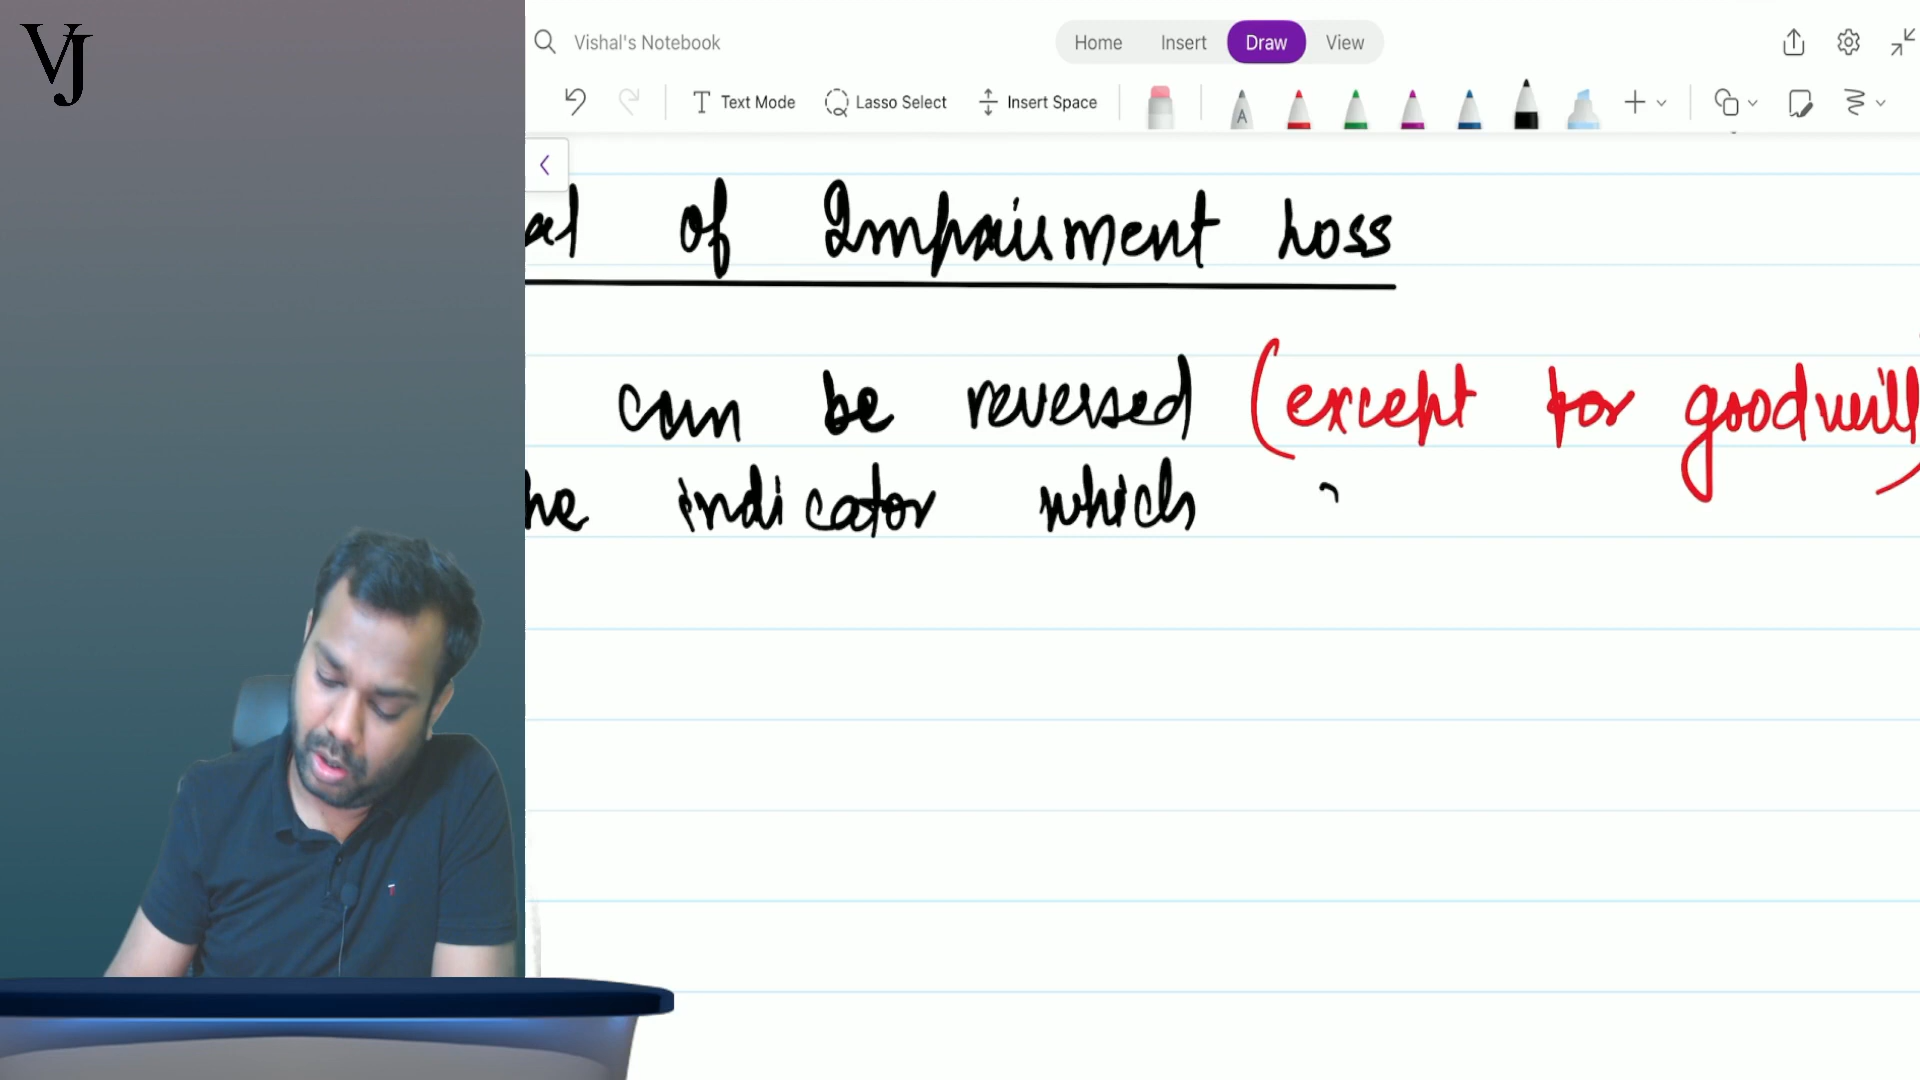 VJ
Vishal's Notebook
Home Insert Draw View
Text Mode Lasso Select Insert Space
A
al of Impairment Loss
can be reversed (except for goodwill)
he indicator which